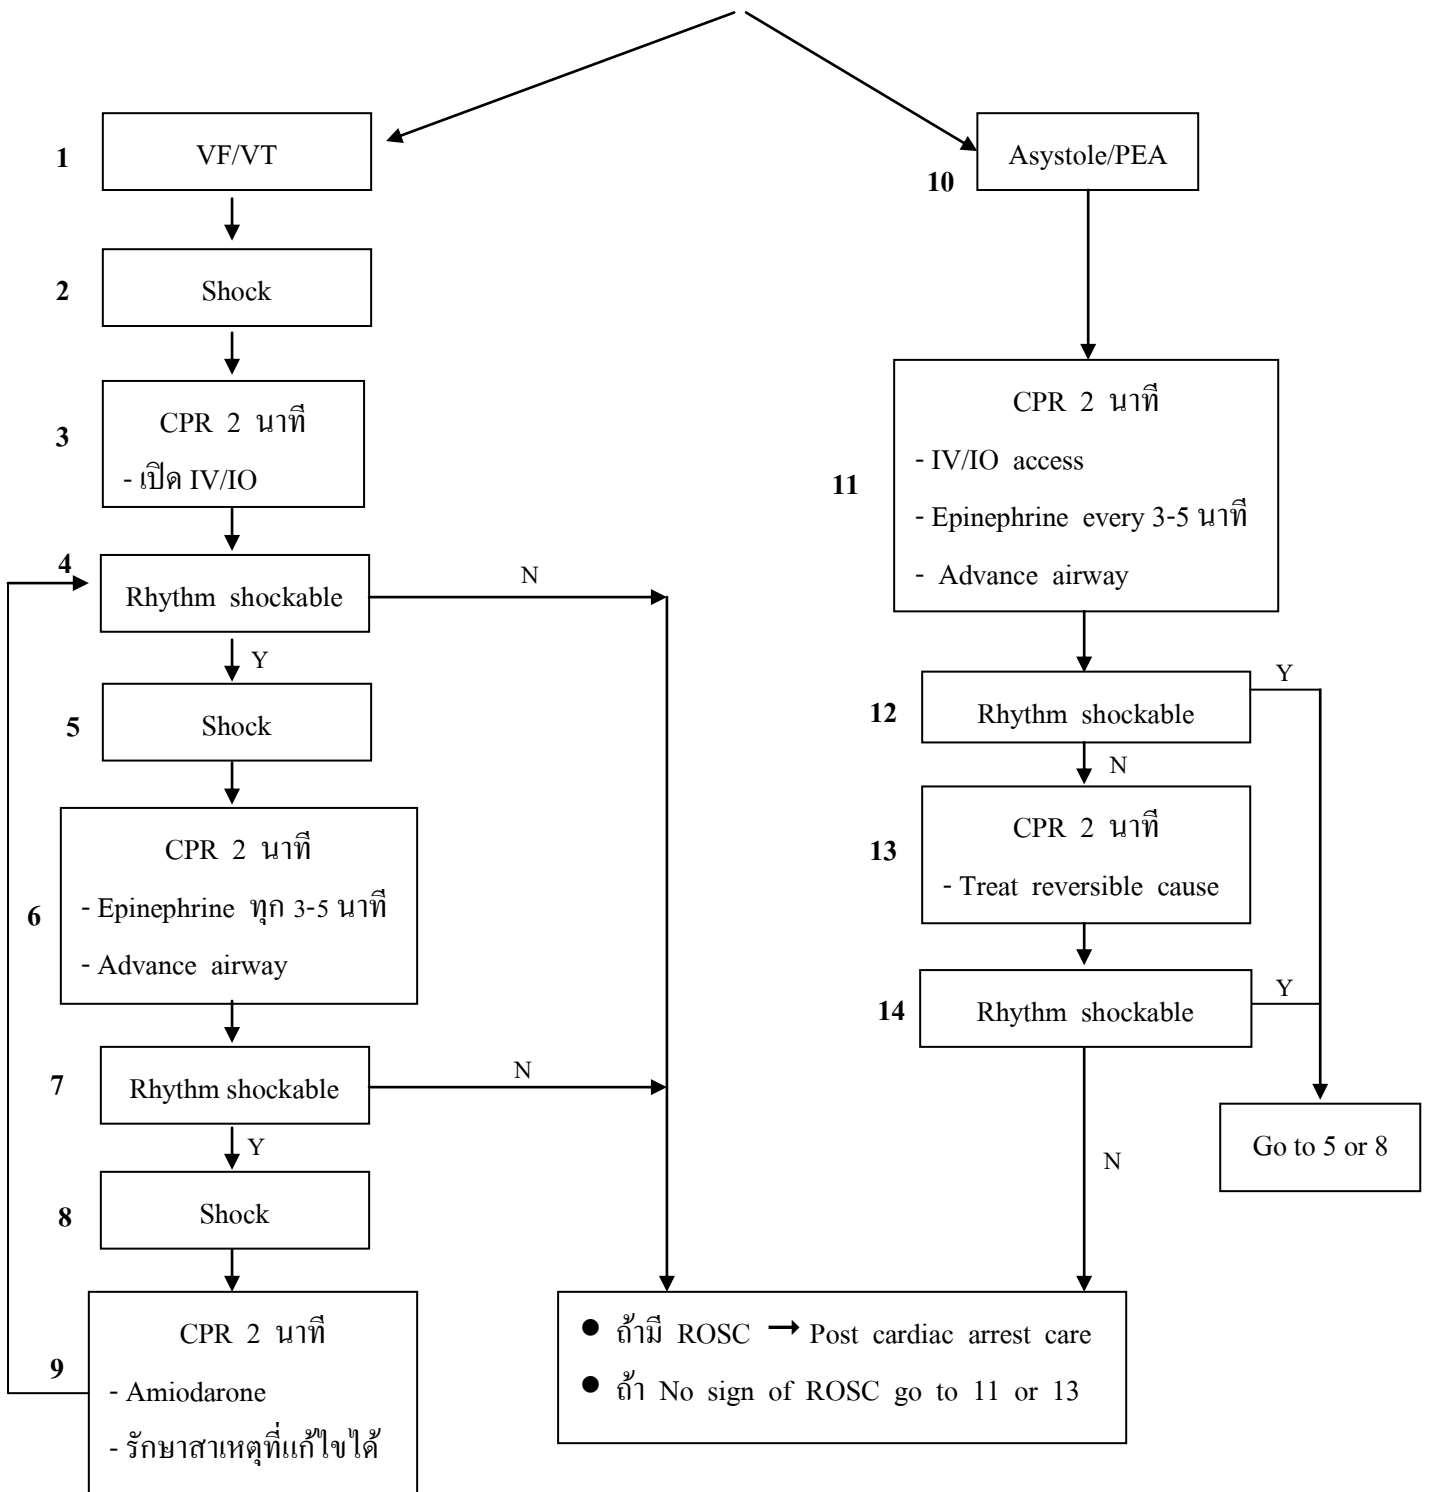 1
VF/VT
2
Shock
3
CPR 2 นาที
- เปิด IV/IO
4
Rhythm shockable
N
Y
5
Shock
6
CPR 2 นาที
- Epinephrine ทุก 3-5 นาที
- Advance airway
7
Rhythm shockable
N
Y
8
Shock
9
CPR 2 นาที
- Amiodarone
- รักษาสาเหตุที่แก้ไขได้
10
Asystole/PEA
11
CPR 2 นาที
- IV/IO access
- Epinephrine every 3-5 นาที
- Advance airway
12
Rhythm shockable
Y
N
13
CPR 2 นาที
- Treat reversible cause
14
Rhythm shockable
Y
N
Go to 5 or 8
● ถ้ามี ROSC → Post cardiac arrest care
● ถ้า No sign of ROSC go to 11 or 13